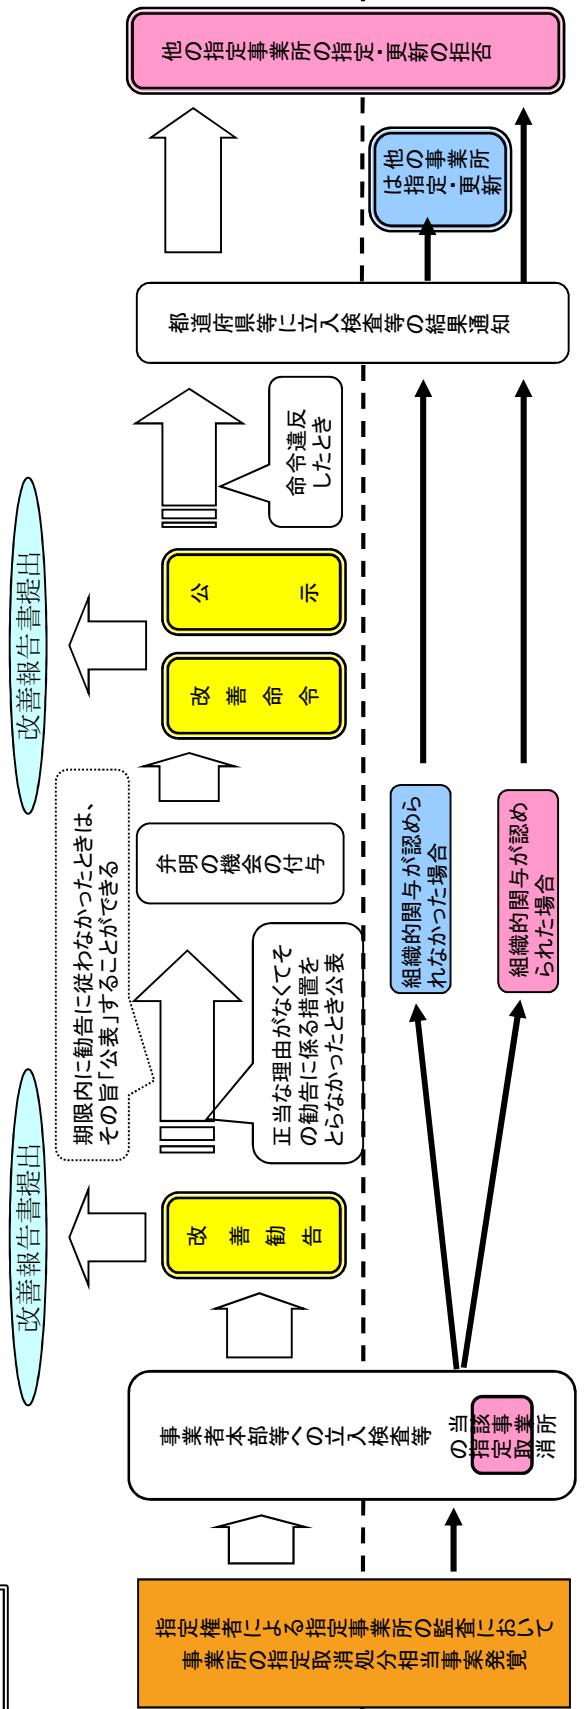 指定権者による指定事業所の監査において
事業所の指定取消処分相当事案発覚
事業者本部等への立入検査等
当該事業所
の指定取消
改善勧告
改善報告書提出
期限内に勧告に従わなかったときは、
その旨「公表」することができる
正当な理由がなくてそ
の勧告に係る措置を
とらなかったとき公表
弁明の機会の付与
改善命令
公示
改善報告書提出
命令違反
したとき
組織的関与が認めら
れなかった場合
組織的関与が認め
られた場合
都道府県等に立入検査等の結果通知
他の事業所
は指定・更新
他の指定事業所の指定・更新の拒否